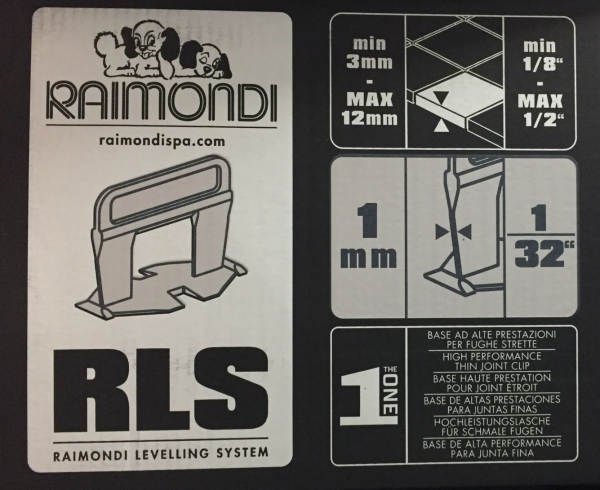 RAIMONDI
raimondispa.com
RLS
RAIMONDI LEVELLING SYSTEM
min
3mm
-
MAX
12mm
min
1/8"
-
MAX
1/2"
1
mm
1
32"
1 THE ONE
BASE AD ALTE PRESTAZIONI
PER FUGHE STRETTE
HIGH PERFORMANCE
THIN JOINT CLIP
BASE HAUTE PRESTATION
POUR JOINT ÉTROIT
BASE DE ALTAS PRESTACIONES
PARA JUNTAS FINAS
HOCHLEISTUNGSLASCHE
FÜR SCHMALE FUGEN
BASE DE ALTA PERFORMANCE
PARA JUNTA FINA